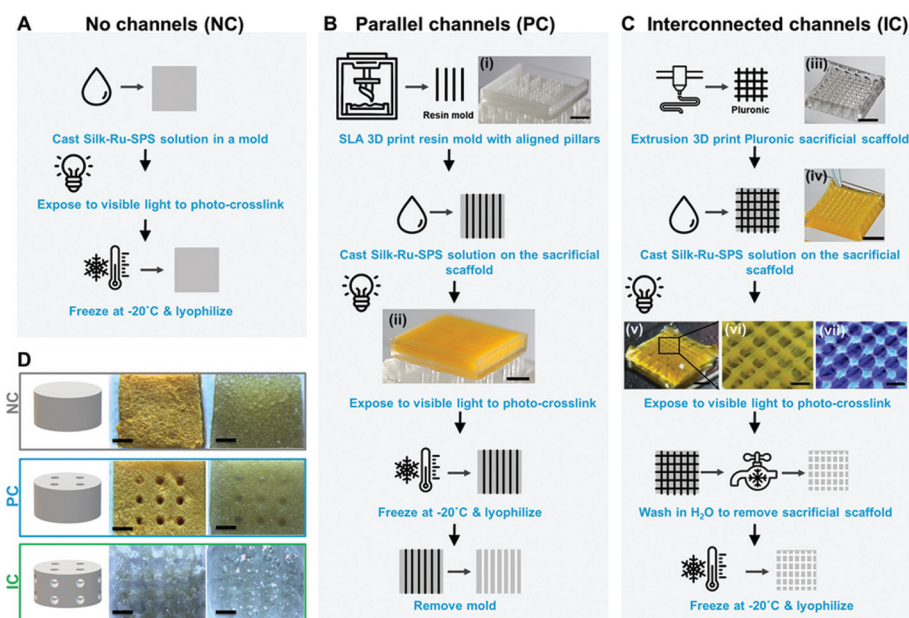 A
No channels (NC)
Cast Silk-Ru-SPS solution in a mold
Expose to visible light to photo-crosslink
Freeze at -20˚C & lyophilize
B
Parallel channels (PC)
(i)
Resin mold
SLA 3D print resin mold with aligned pillars
Cast Silk-Ru-SPS solution on the sacrificial
scaffold
(ii)
Expose to visible light to photo-crosslink
Freeze at -20˚C & lyophilize
Remove mold
C
Interconnected channels (IC)
(iii)
Pluronic
Extrusion 3D print Pluronic sacrificial scaffold
(iv)
Cast Silk-Ru-SPS solution on the sacrificial
scaffold
(v)
(vi)
(vii)
Expose to visible light to photo-crosslink
Wash in H₂O to remove sacrificial scaffold
Freeze at -20˚C & lyophilize
D
NC
PC
IC